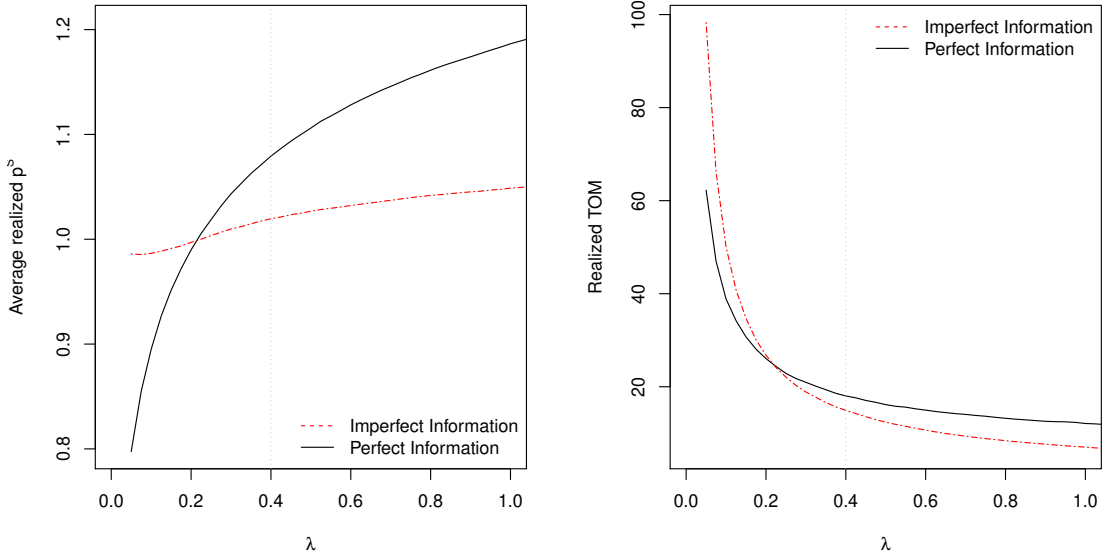 Average realized pS
1.2
1.1
1.0
0.9
0.8
Imperfect Information
Perfect Information
0.0 0.2 0.4 0.6 0.8 1.0
λ
Realized TOM
100
80
60
40
20
Imperfect Information
Perfect Information
0.0 0.2 0.4 0.6 0.8 1.0
λ